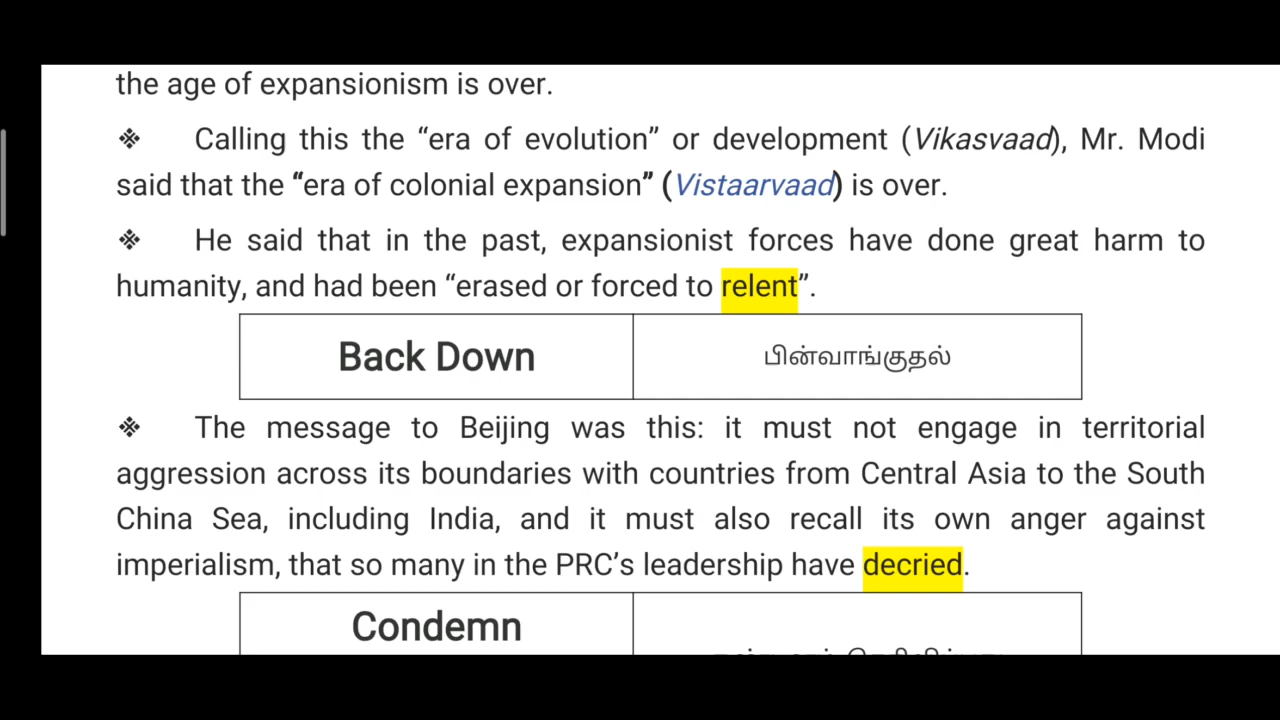 the age of expansionism is over.
❖ Calling this the “era of evolution” or development (Vikasvaad), Mr. Modi
said that the “era of colonial expansion” (Vistaarvaad) is over.
❖ He said that in the past, expansionist forces have done great harm to
humanity, and had been “erased or forced to relent”.
Back Down பின்வாங்குதல்
❖ The message to Beijing was this: it must not engage in territorial
aggression across its boundaries with countries from Central Asia to the South
China Sea, including India, and it must also recall its own anger against
imperialism, that so many in the PRC’s leadership have decried.
Condemn